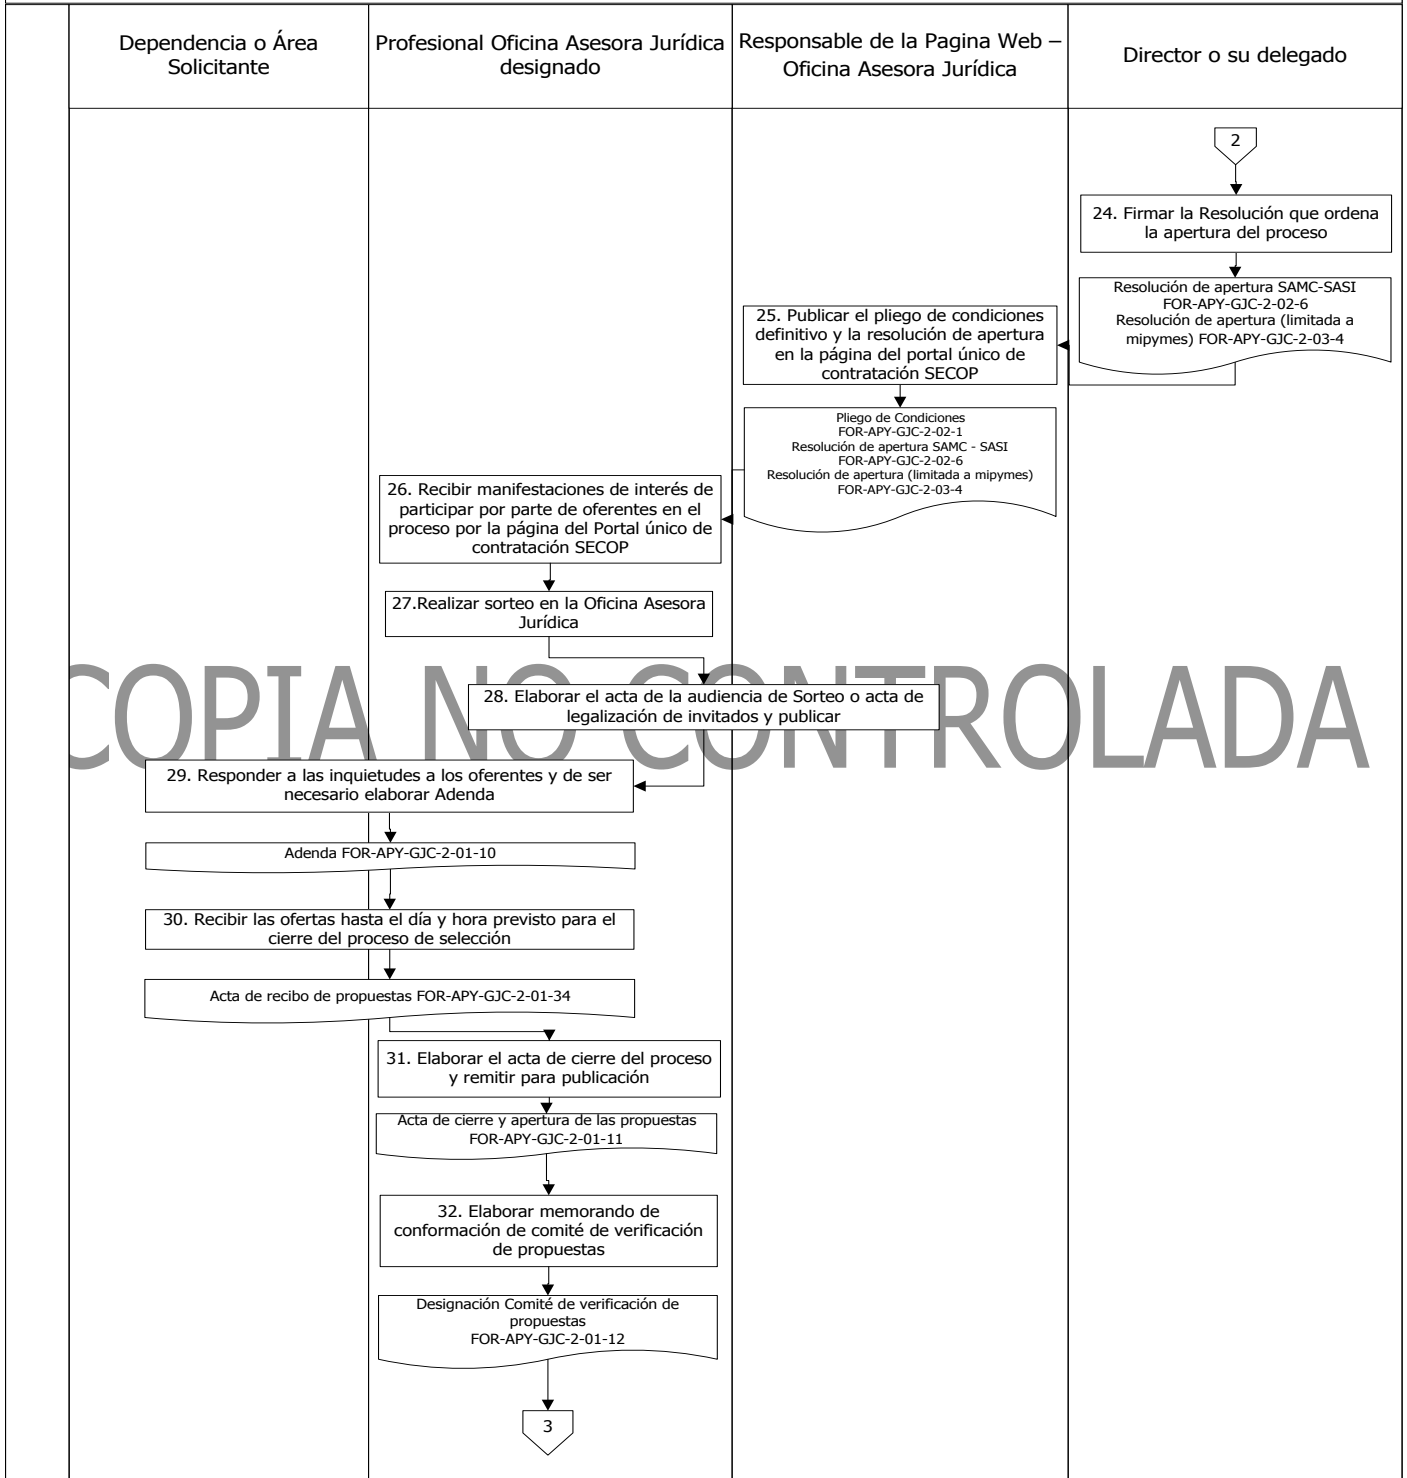 Dependencia o Área
Solicitante
Profesional Oficina Asesora Jurídica
designado
Responsable de la Pagina Web –
Oficina Asesora Jurídica
Director o su delegado
2
24. Firmar la Resolución que ordena
la apertura del proceso
Resolución de apertura SAMC-SASI
FOR-APY-GJC-2-02-6
Resolución de apertura (limitada a
mipymes) FOR-APY-GJC-2-03-4
25. Publicar el pliego de condiciones
definitivo y la resolución de apertura
en la página del portal único de
contratación SECOP
Pliego de Condiciones
FOR-APY-GJC-2-02-1
Resolución de apertura SAMC - SASI
FOR-APY-GJC-2-02-6
Resolución de apertura (limitada a mipymes)
FOR-APY-GJC-2-03-4
26. Recibir manifestaciones de interés de
participar por parte de oferentes en el
proceso por la página del Portal único de
contratación SECOP
27.Realizar sorteo en la Oficina Asesora
Jurídica
COPIA NO CONTROLADA
28. Elaborar el acta de la audiencia de Sorteo o acta de
legalización de invitados y publicar
29. Responder a las inquietudes a los oferentes y de ser
necesario elaborar Adenda
Adenda FOR-APY-GJC-2-01-10
30. Recibir las ofertas hasta el día y hora previsto para el
cierre del proceso de selección
Acta de recibo de propuestas FOR-APY-GJC-2-01-34
31. Elaborar el acta de cierre del proceso
y remitir para publicación
Acta de cierre y apertura de las propuestas
FOR-APY-GJC-2-01-11
32. Elaborar memorando de
conformación de comité de verificación
de propuestas
Designación Comité de verificación de
propuestas
FOR-APY-GJC-2-01-12
3